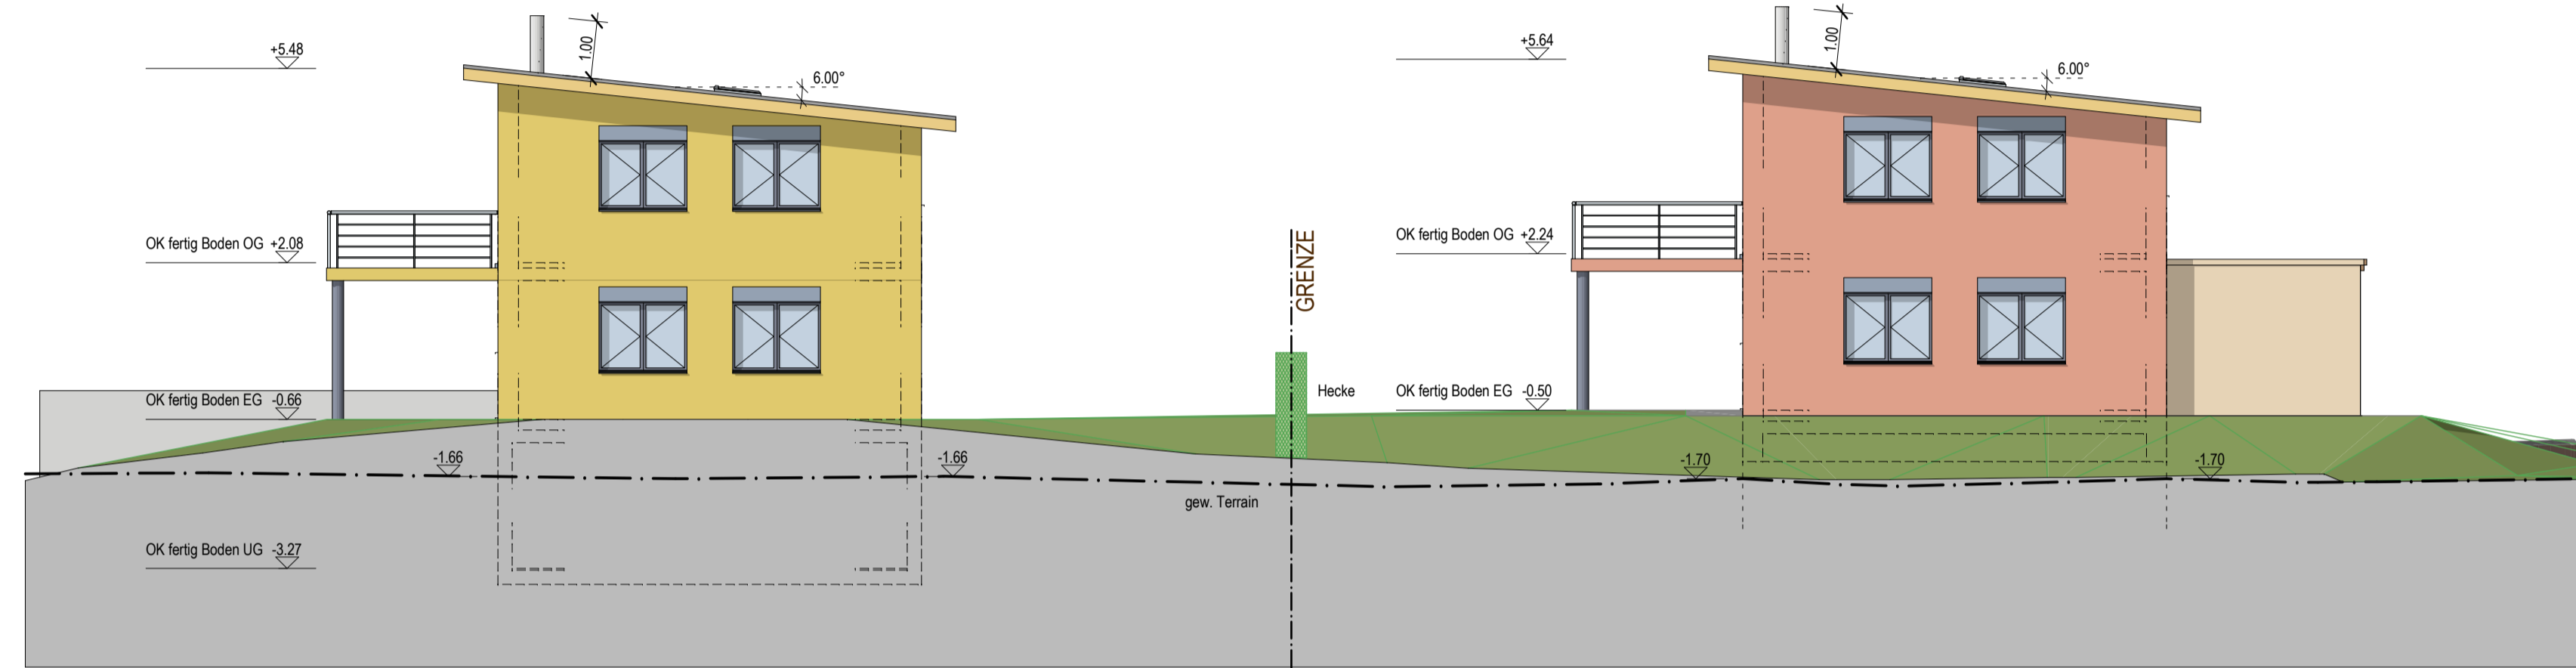 +5.48
1.00
6.00°
OK fertig Boden OG +2.08
OK fertig Boden EG -0.66
-1.66
-1.66
OK fertig Boden UG -3.27
GRENZE
Hecke
gew. Terrain
+5.64
1.00
6.00°
OK fertig Boden OG +2.24
OK fertig Boden EG -0.50
-1.70
-1.70